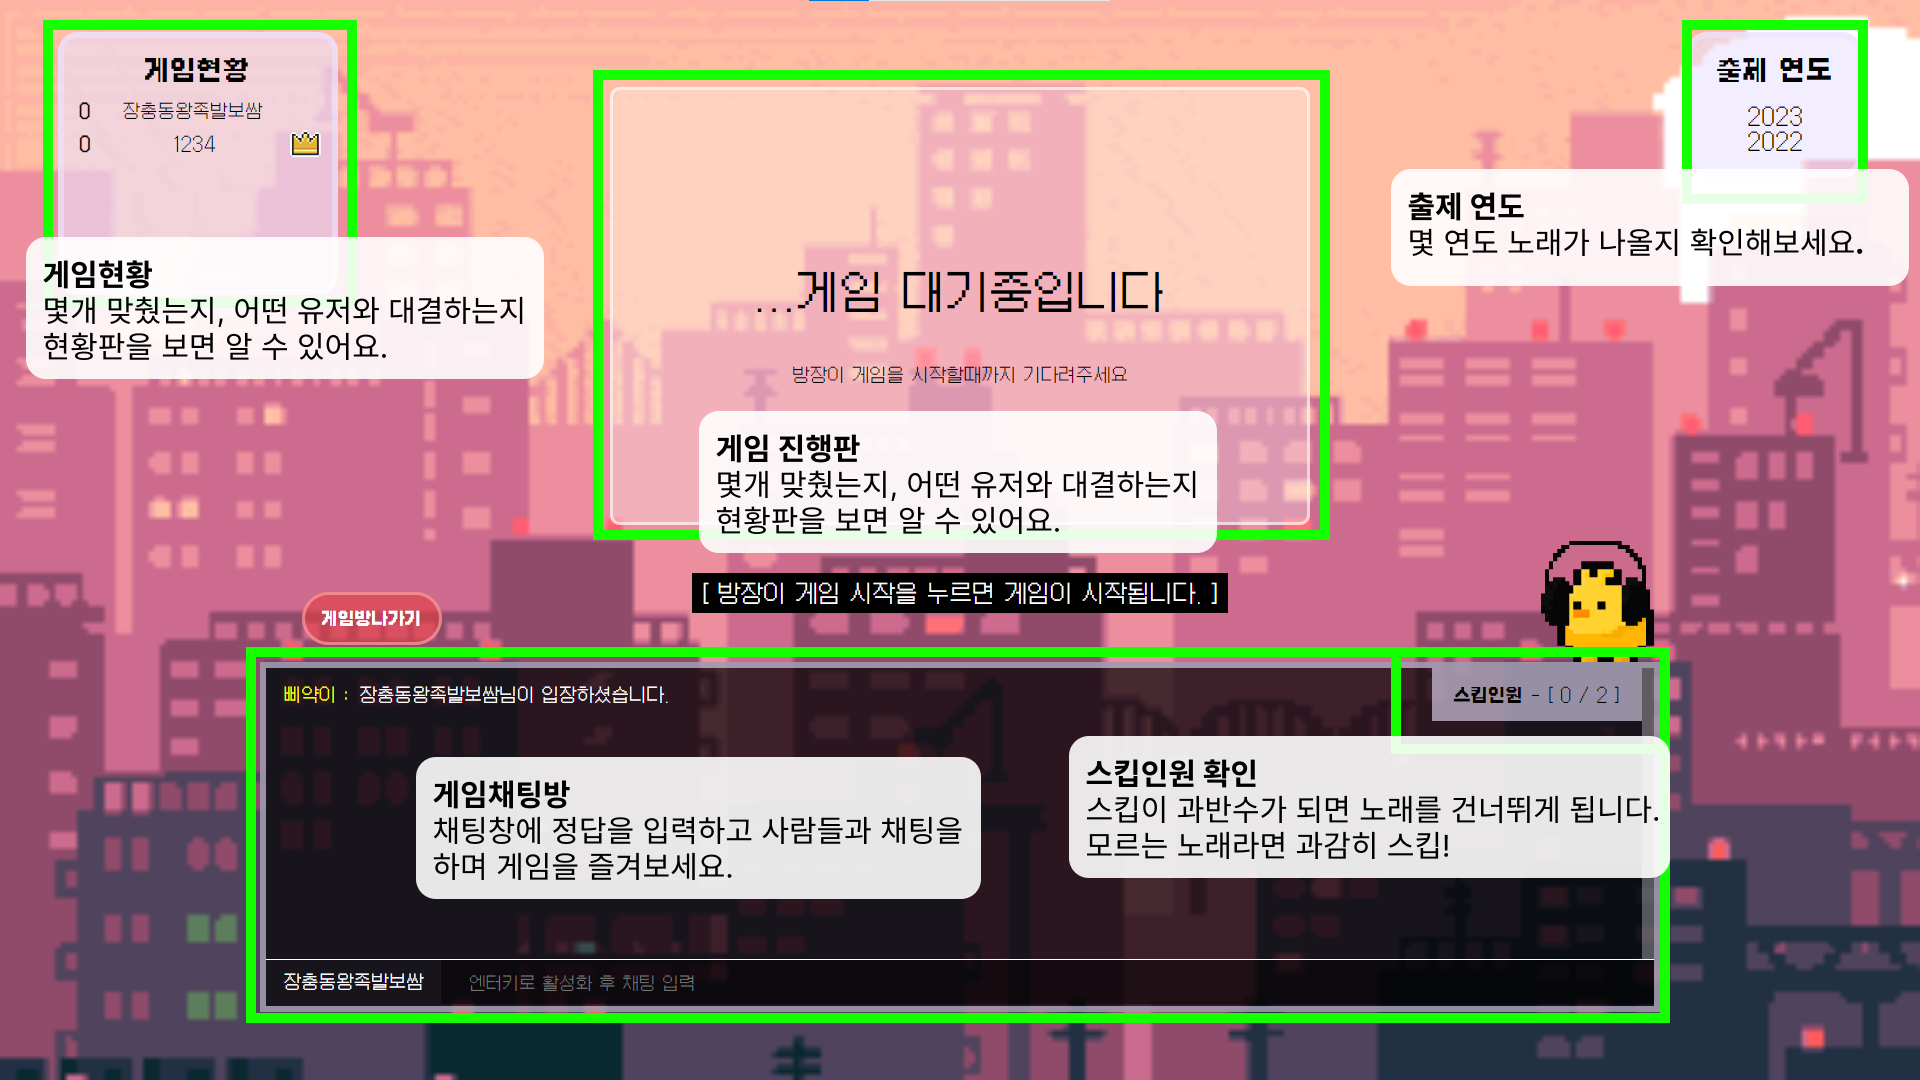 게임현황
0 장충동왕족발보쌈
0 1234
게임현황
몇개 맞췄는지, 어떤 유저와 대결하는지
현황판을 보면 알 수 있어요.
...게임 대기중입니다
방장이 게임을 시작할때까지 기다려주세요
게임 진행판
몇개 맞췄는지, 어떤 유저와 대결하는지
현황판을 보면 알 수 있어요.
출제 연도
2023
2022
출제 연도
몇 연도 노래가 나올지 확인해보세요.
[ 방장이 게임 시작을 누르면 게임이 시작됩니다. ]
게임방나가기
삐약이 : 장충동왕족발보쌈님이 입장하셨습니다.
스킵인원 - [ 0 / 2 ]
게임채팅방
채팅창에 정답을 입력하고 사람들과 채팅을
하며 게임을 즐겨보세요.
스킵인원 확인
스킵이 과반수가 되면 노래를 건너뛰게 됩니다.
모르는 노래라면 과감히 스킵!
장충동왕족발보쌈 엔터키로 활성화 후 채팅 입력